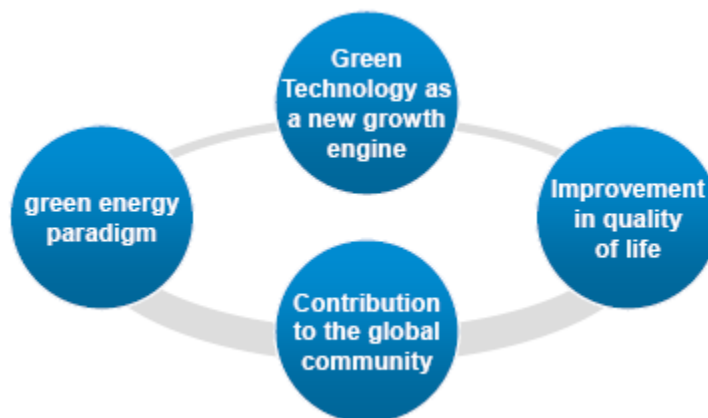 Green
Technology as
a new growth
engine
green energy
paradigm
Improvement
in quality
of life
Contribution
to the global
community